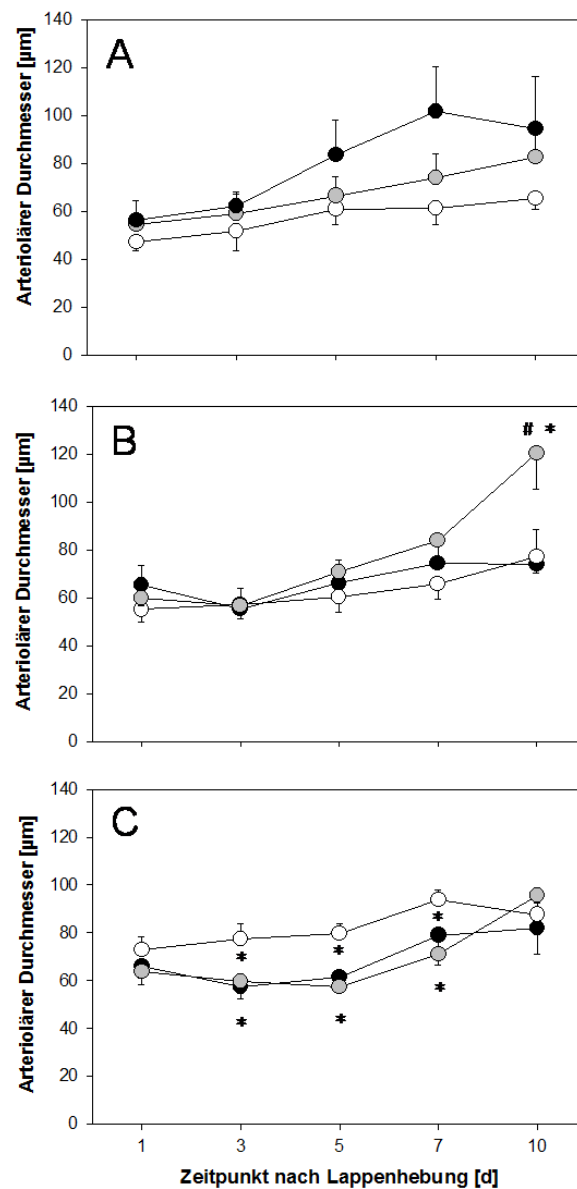 140
A
120
100
80
60
40
20
0
Arteriolärer Durchmesser [µm]
140
B
# *
120
100
80
60
40
20
0
Arteriolärer Durchmesser [µm]
140
C
120
100
80
* * *
60
40
* * *
20
0
Arteriolärer Durchmesser [µm]
1 3 5 7 10
Zeitpunkt nach Lappenhebung [d]